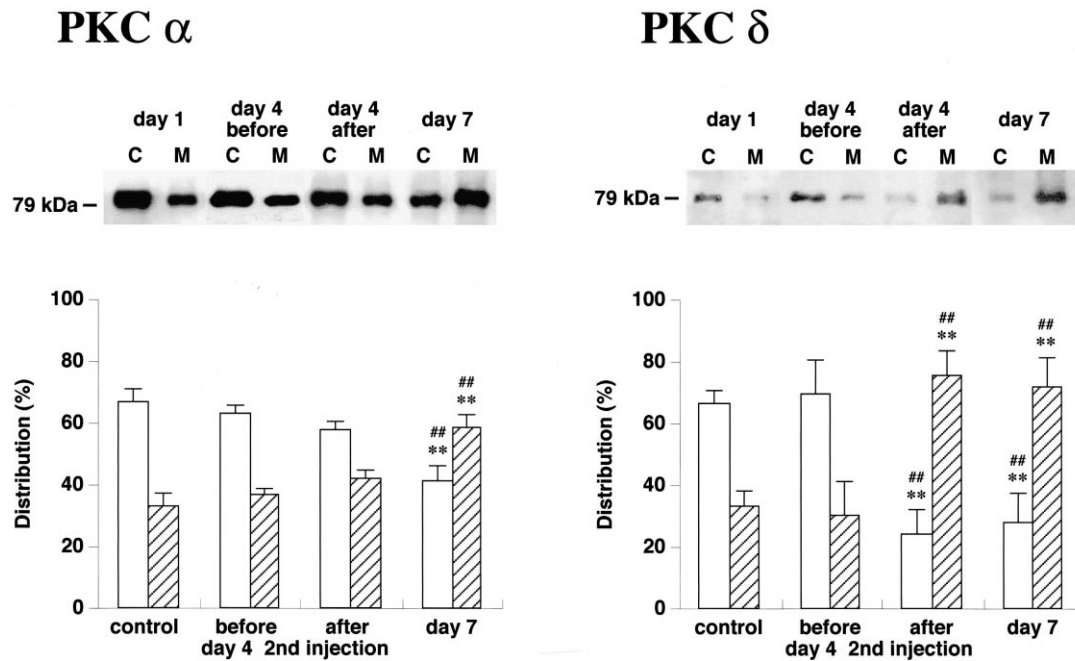 PKC α
day 1 day 4 before day 4 after day 7
C M C M C M C M
79 kDa –
100
80
60
40
20
0
Distribution (%)
##
**
##
**
control before after day 7
day 4 2nd injection
PKC δ
day 1 day 4 before day 4 after day 7
C M C M C M C M
79 kDa –
100
80
60
40
20
0
Distribution (%)
##
**
##
**
##
**
##
**
control before after day 7
day 4 2nd injection